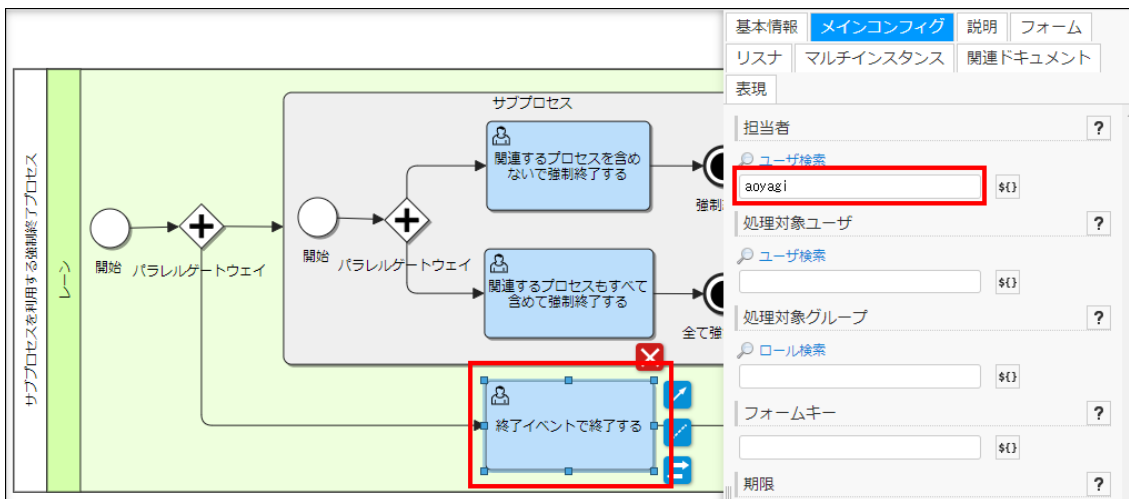 サブプロセスを利用する強制終了プロセス
レーン
開始
パラレルゲートウェイ
サブプロセス
開始
パラレルゲートウェイ
関連するプロセスを含め
ないで強制終了する
強制
関連するプロセスもすべて
含めて強制終了する
全て強
終了イベントで終了する
基本情報
メインコンフィグ
説明
フォーム
リスナ
マルチインスタンス
関連ドキュメント
表現
担当者
?
ユーザ検索
aoyagi
${}
処理対象ユーザ
?
ユーザ検索
${}
処理対象グループ
?
ロール検索
${}
フォームキー
?
${}
期限
?